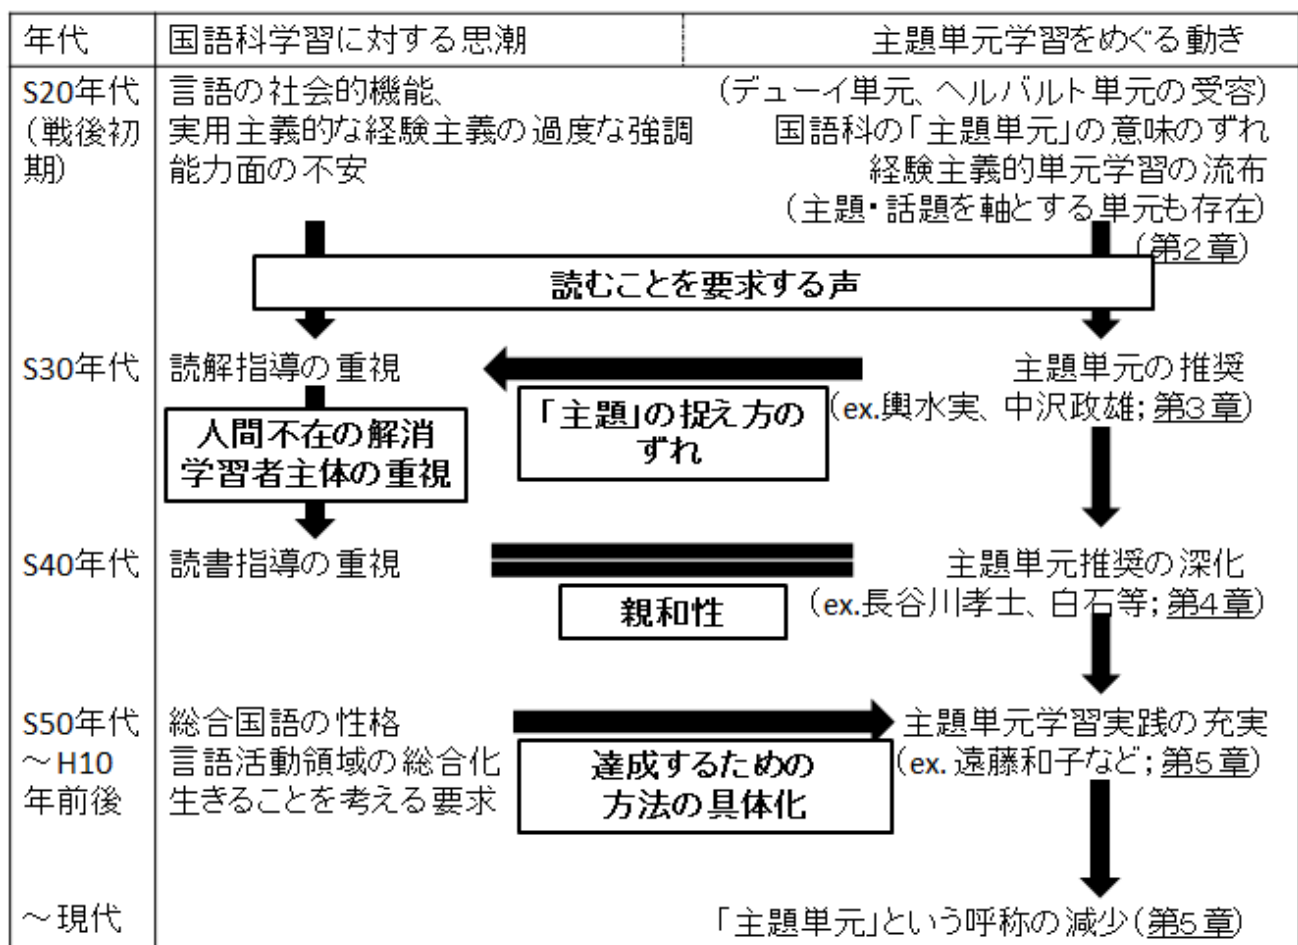 年代 国語科学習に対する思潮 主題単元学習をめぐる動き
S20年代 言語の社会的機能、 (デューイ単元、ヘルバルト単元の受容)
(戦後初 実用主義的な経験主義の過度な強調 国語科の「主題単元」の意味のずれ
期) 能力面の不安 経験主義的単元学習の流布
(主題・話題を軸とする単元も存在)
(第2章)
読むことを要求する声
S30年代 読解指導の重視 主題単元の推奨
「主題」の捉え方の (ex.輿水実、中沢政雄;第3章)
ずれ
人間不在の解消
学習者主体の重視
S40年代 読書指導の重視 主題単元推奨の深化
親和性 (ex.長谷川孝士、白石等;第4章)
S50年代 総合国語の性格 主題単元学習実践の充実
～H10 言語活動領域の総合化 達成するための (ex. 遠藤和子など;第5章)
年前後 生きることを考える要求 方法の具体化
～現代 「主題単元」という呼称の減少(第5章)